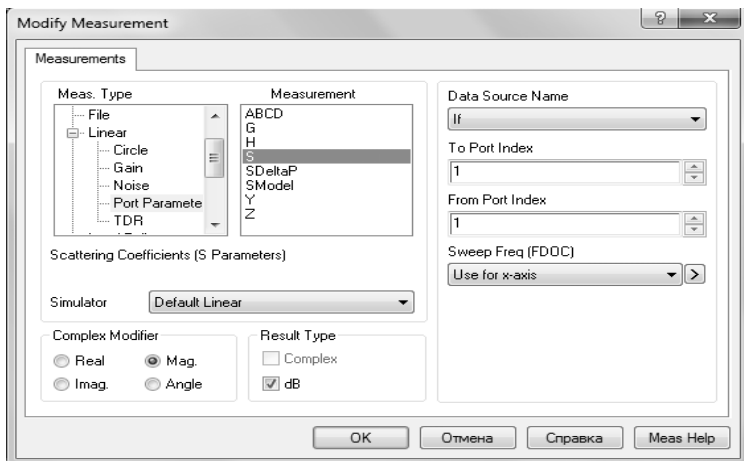 Modify Measurement
Measurements
Meas. Type
File
Linear
Circle
Gain
Noise
Port Paramete
TDR
Measurement
ABCD
G
H
S
SDeltaP
SModel
Y
Z
Scattering Coefficients (S Parameters)
Simulator
Default Linear
Complex Modifier
Real
Mag.
Imag.
Angle
Result Type
Complex
dB
Data Source Name
lf
To Port Index
1
From Port Index
1
Sweep Freq (FDOC)
Use for x-axis
OK
Отмена
Справка
Meas Help